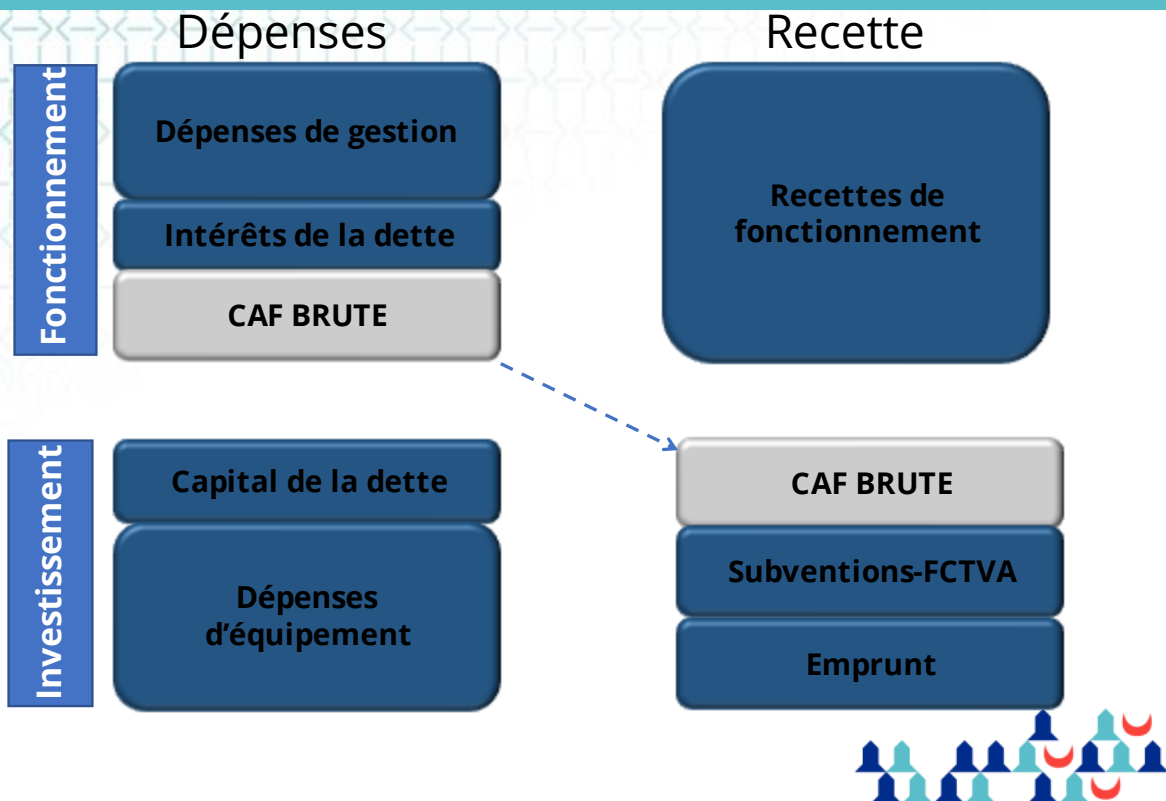 Dépenses
Recette
Fonctionnement
Dépenses de gestion
Intérêts de la dette
CAF BRUTE
Recettes de
fonctionnement
Investissement
Capital de la dette
Dépenses
d’équipement
CAF BRUTE
Subventions-FCTVA
Emprunt